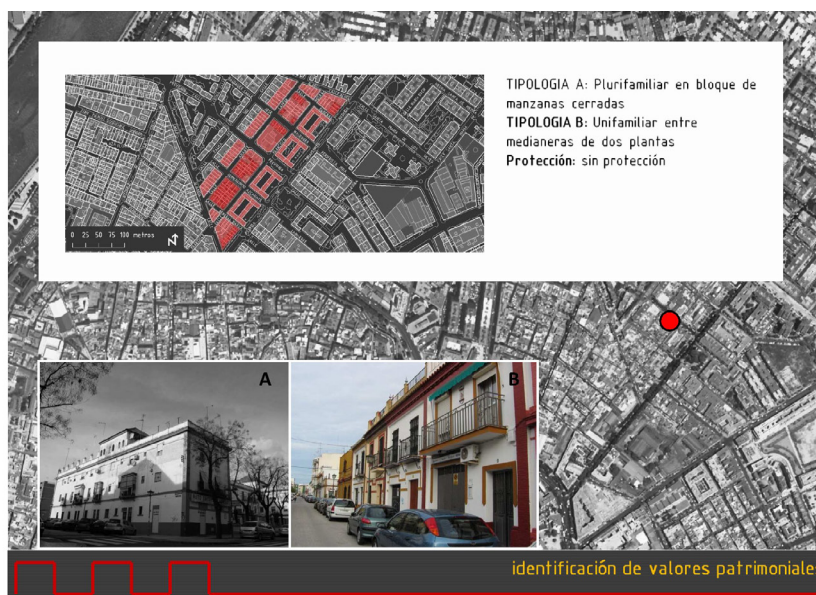 TIPOLOGIA A: Plurifamiliar en bloque de
manzanas cerradas
TIPOLOGIA B: Unifamiliar entre
medianeras de dos plantas
Protección: sin protección
0 25 50 75 100 metros
N
A
B
identificación de valores patrimoniale